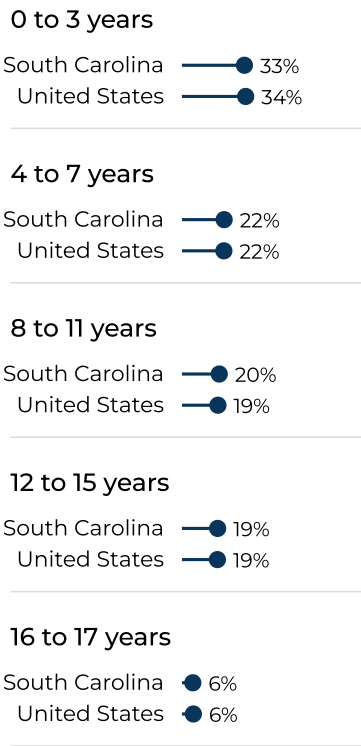 0 to 3 years
South Carolina 33%
United States 34%
4 to 7 years
South Carolina 22%
United States 22%
8 to 11 years
South Carolina 20%
United States 19%
12 to 15 years
South Carolina 19%
United States 19%
16 to 17 years
South Carolina 6%
United States 6%